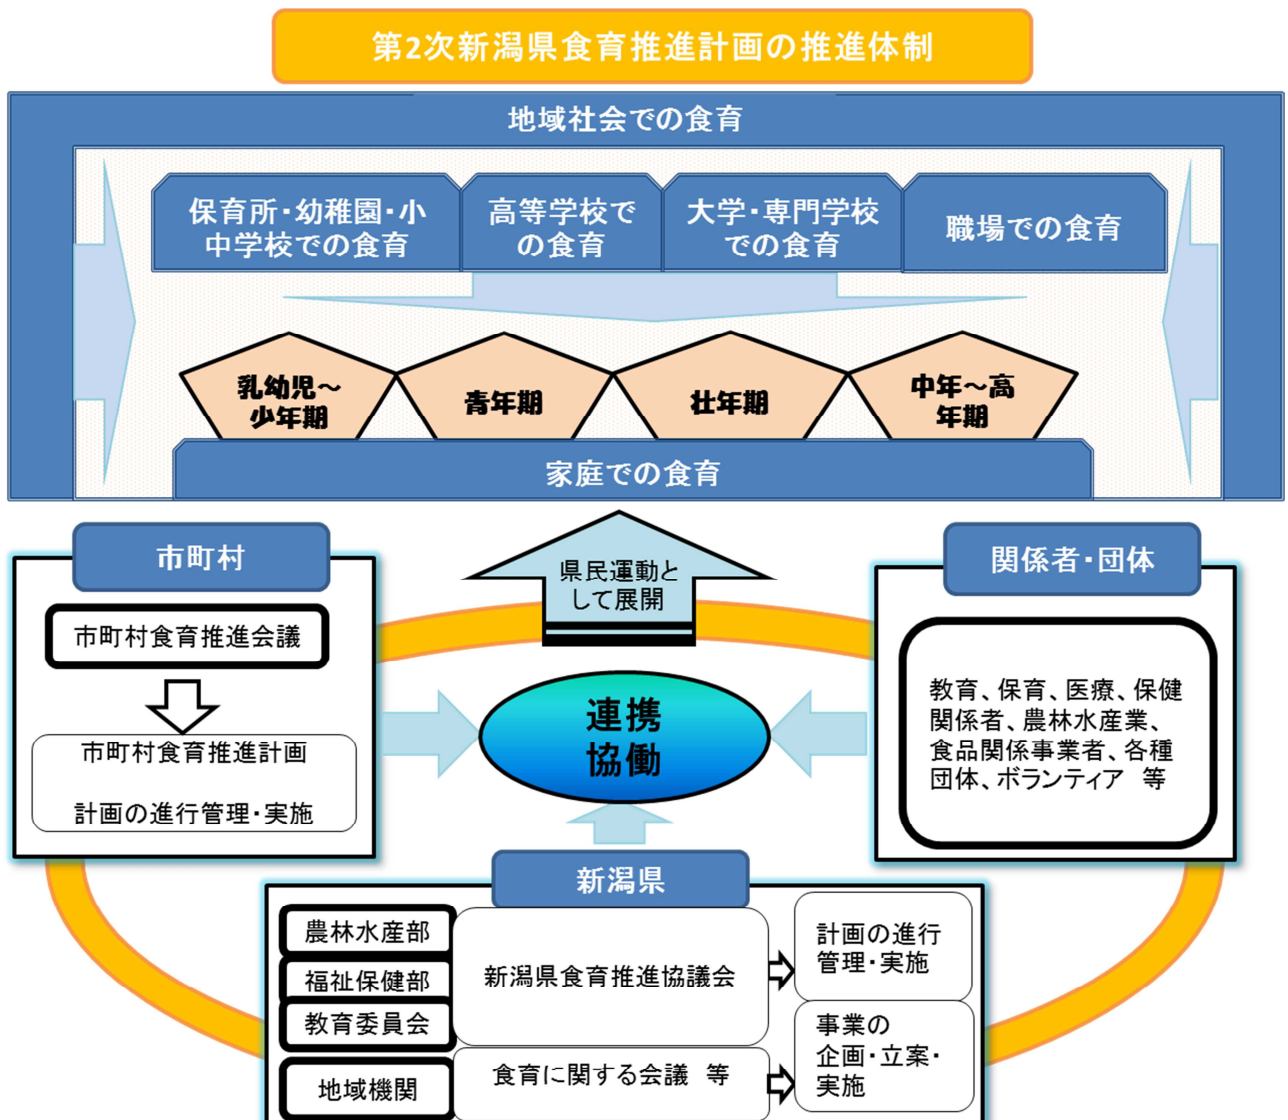 第2次新潟県食育推進計画の推進体制
地域社会での食育
保育所・幼稚園・小
中学校での食育
高等学校で
の食育
大学・専門学校
での食育
職場での食育
乳幼児～
少年期
青年期
壮年期
中年～高
年期
家庭での食育
県民運動と
して展開
市町村
市町村食育推進会議
市町村食育推進計画
計画の進行管理・実施
連携
協働
関係者・団体
教育、保育、医療、保健
関係者、農林水産業、
食品関係事業者、各種
団体、ボランティア　等
新潟県
農林水産部
福祉保健部
教育委員会
地域機関
新潟県食育推進協議会
食育に関する会議　等
計画の進行
管理・実施
事業の
企画・立案・
実施